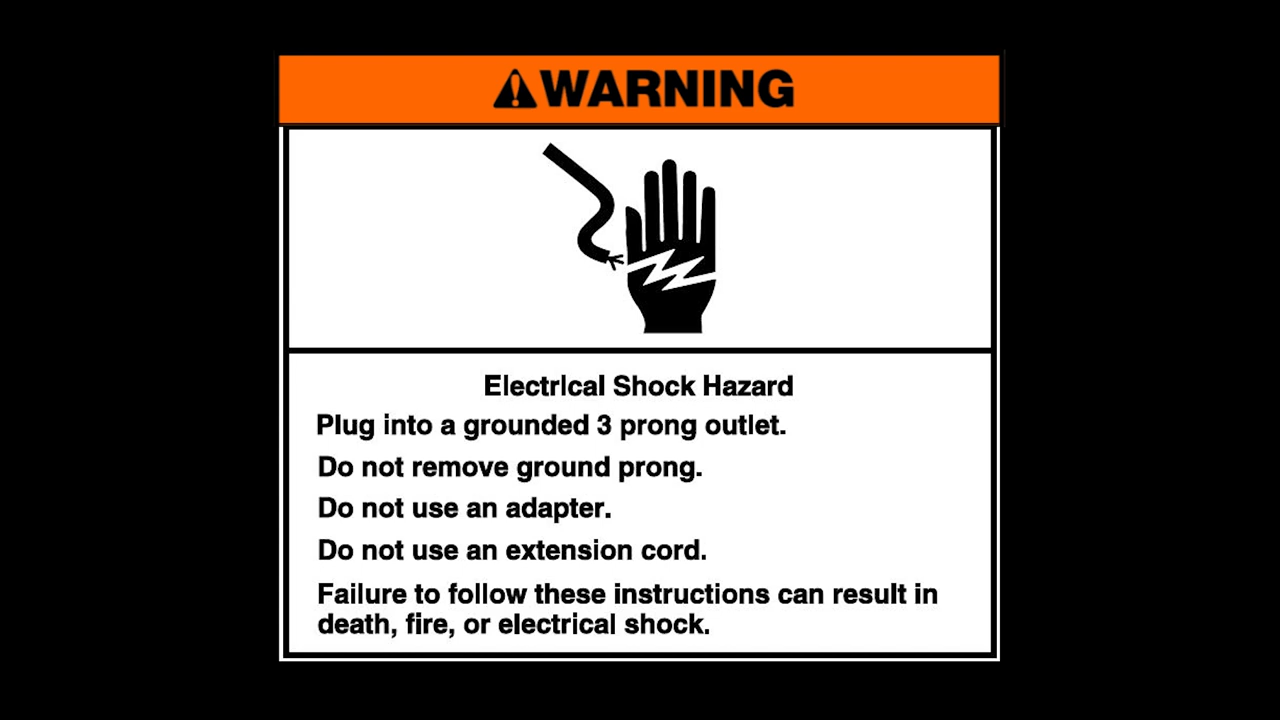 WARNING
Electrical Shock Hazard
Plug into a grounded 3 prong outlet.
Do not remove ground prong.
Do not use an adapter.
Do not use an extension cord.
Failure to follow these instructions can result in
death, fire, or electrical shock.